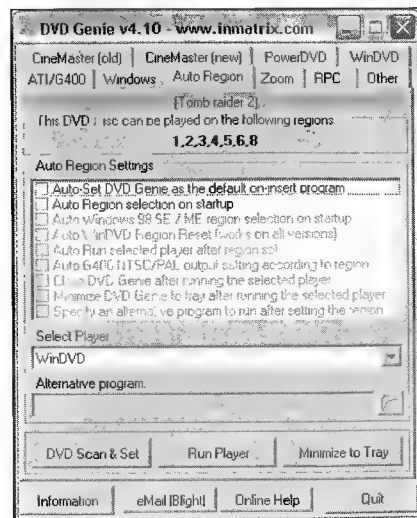 DVD Genie v4.10 - www.inmatrix.com
CineMaster (old) CineMaster (new) PowerDVD WinDVD
ATI/G400 Windows Auto Region Zoom RPC Other
[Tomb raider 2]
This DVD disc can be played on the following regions
1,2,3,4,5,6,8
Auto Region Settings
Auto-Set DVD Genie as the default on-insert program
Auto Region selection on startup
Auto Windows 98 SE / ME region selection on startup
Auto WinDVD Region Reset (works on all versions)
Auto Run selected player after region set
Auto G400 NTSC/PAL output setting according to region
Close DVD Genie after running the selected player
Minimize DVD Genie to tray after running the selected player
Specify an alternative program to run after setting the region
Select Player
WinDVD
Alternative program.
DVD Scan & Set Run Player Minimize to Tray
Information eMail [Blight] Online Help Quit